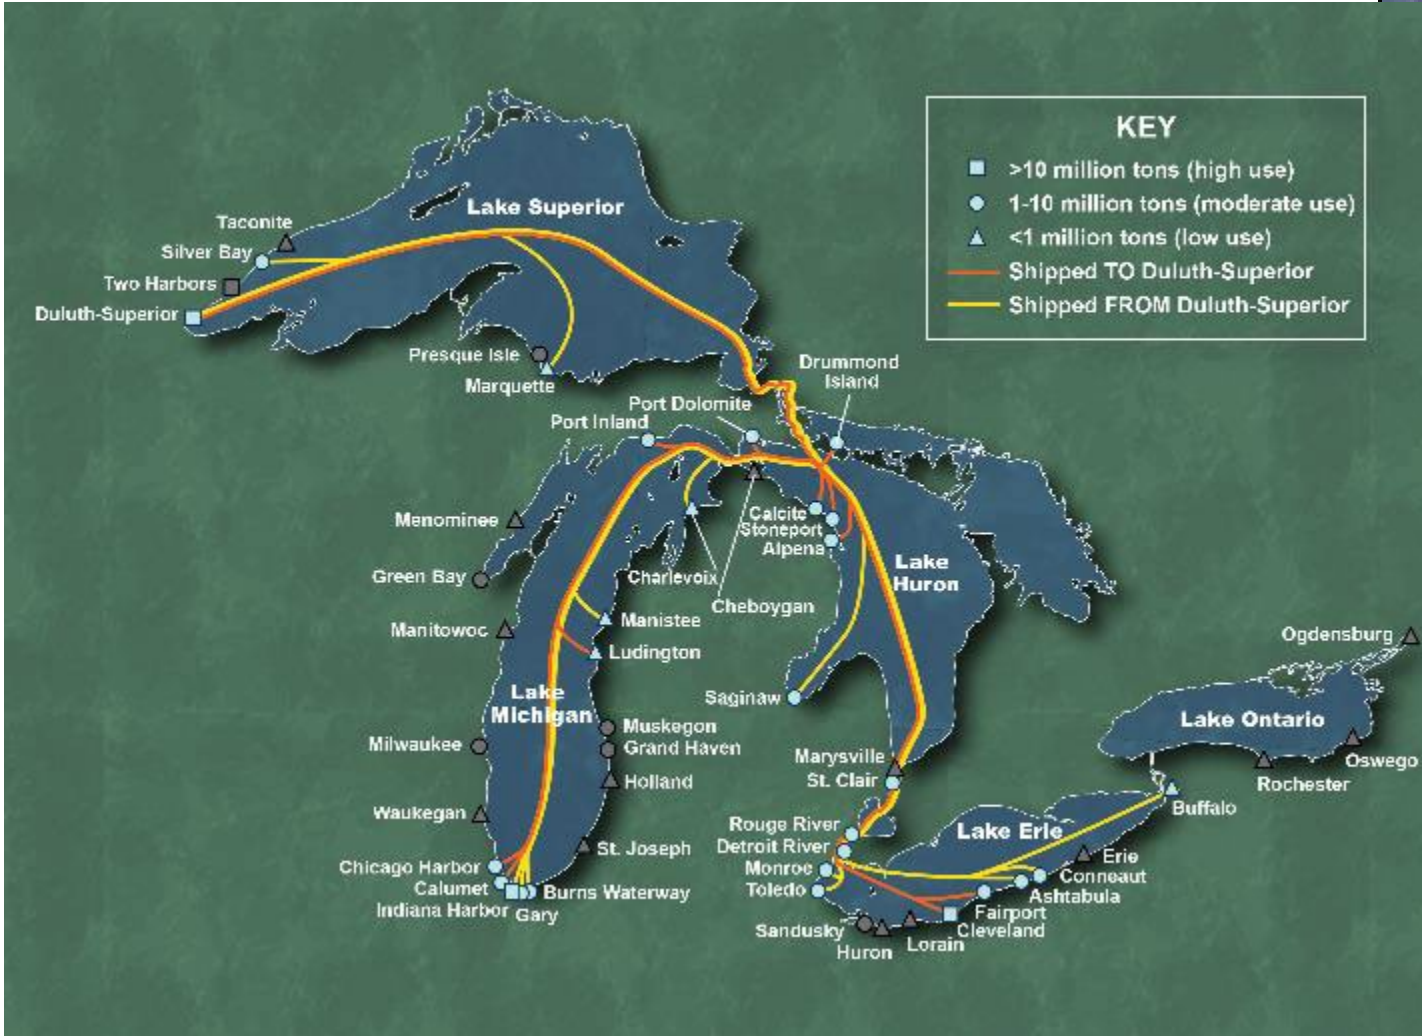 KEY
>10 million tons (high use)
1-10 million tons (moderate use)
<1 million tons (low use)
Shipped TO Duluth-Superior
Shipped FROM Duluth-Superior
Lake Superior
Taconite
Silver Bay
Two Harbors
Duluth-Superior
Presque Isle
Marquette
Drummond
Island
Port Dolomite
Port Inland
Menominee
Green Bay
Manitowoc
Calcite
Stoneport
Alpena
Charlevoix
Cheboygan
Lake
Huron
Manistee
Ludington
Lake
Michigan
Saginaw
Muskegon
Grand Haven
Milwaukee
Holland
Waukegan
St. Joseph
Chicago Harbor
Calumet
Indiana Harbor
Gary
Burns Waterway
Marysville
St. Clair
Rouge River
Detroit River
Monroe
Toledo
Lake Erie
Sandusky
Huron
Lorain
Cleveland
Fairport
Ashtabula
Conneaut
Erie
Buffalo
Lake Ontario
Ogdensburg
Oswego
Rochester